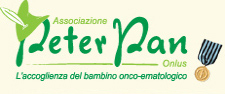 Associazione
Peter Pan
Onlus
L'accoglienza del bambino onco-ematologico